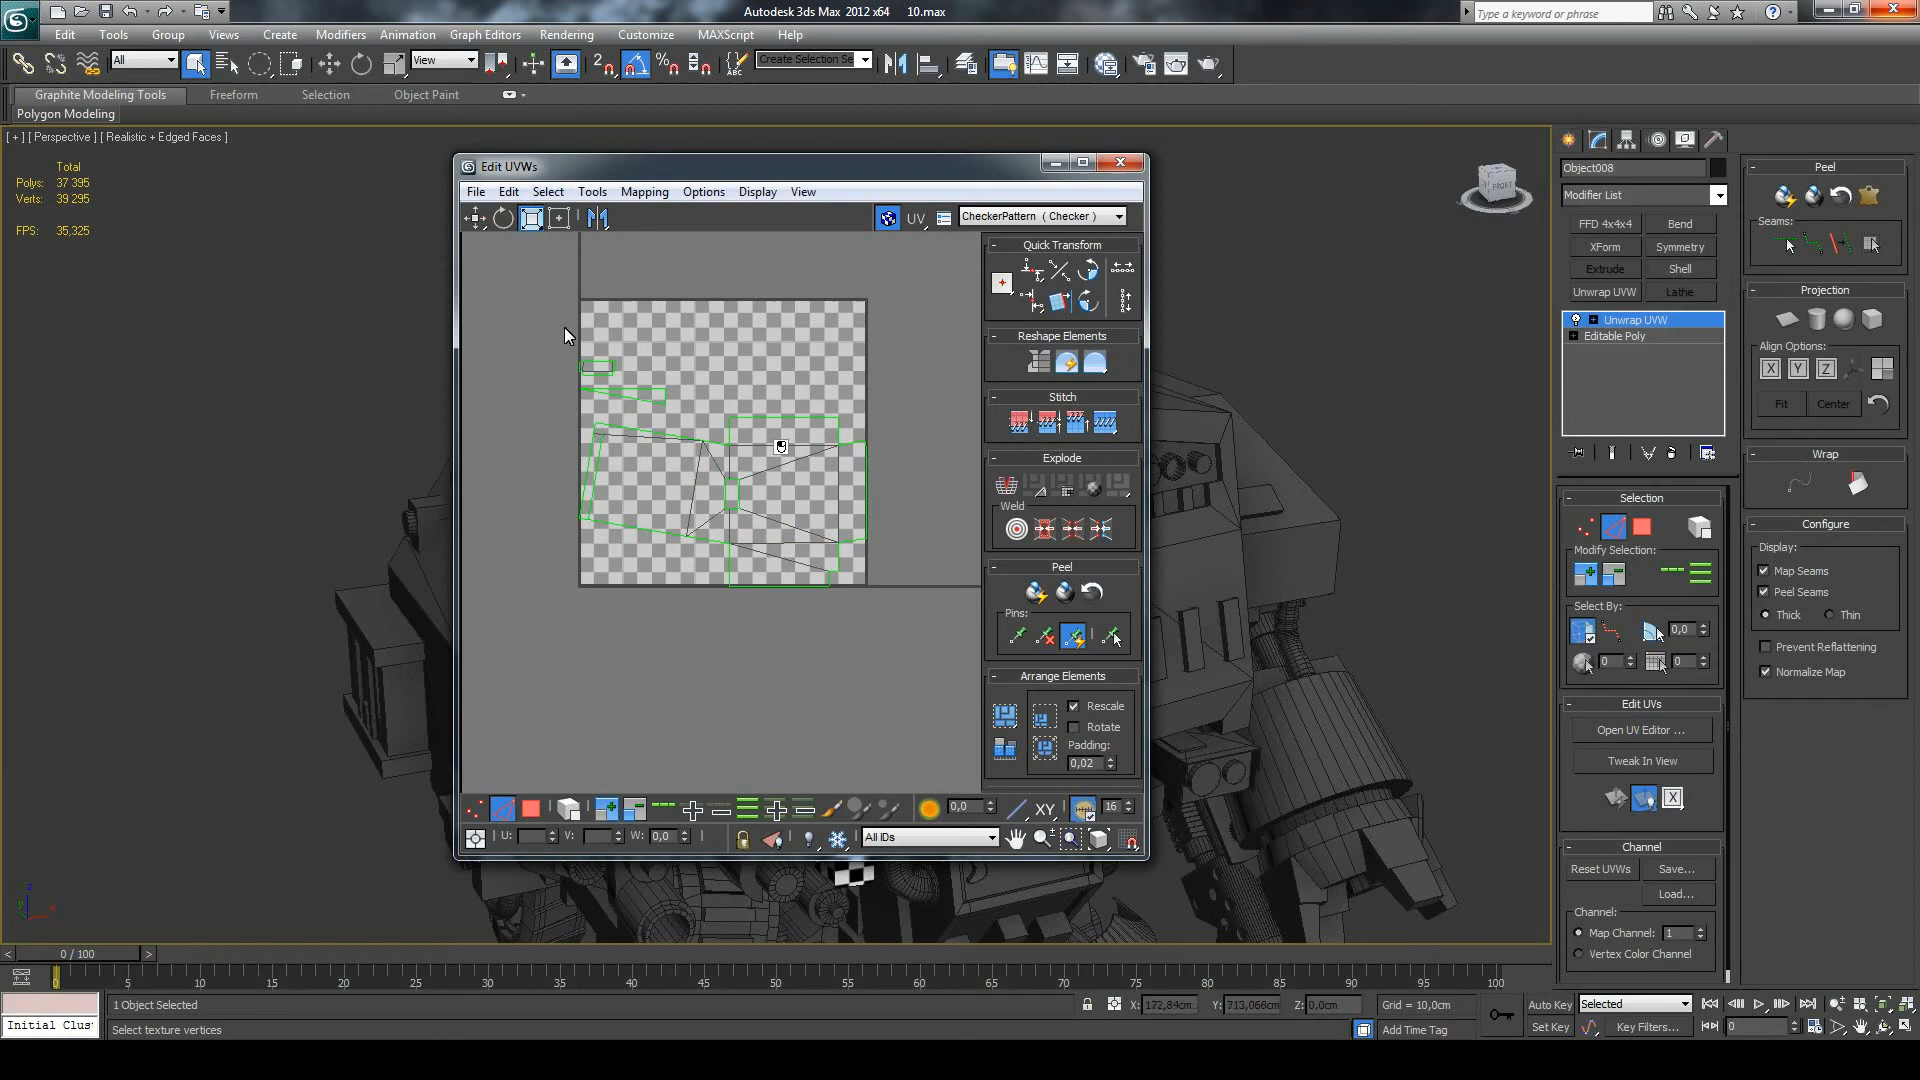 Autodesk 3ds Max 2012 x64 10.max
Type a keyword or phrase
Edit Tools Group Views Create Modifiers Animation Graph Editors Rendering Customize MAXScript Help
All
View
Create Selection Se
Graphite Modeling Tools Freeform Selection Object Paint
Polygon Modeling
[ + ] [ Perspective ] [ Realistic + Edged Faces ]
Total
Polys: 37 395
Verts: 39 295
FPS: 35,325
FRONT
Edit UVWs
File Edit Select Tools Mapping Options Display View
UV
CheckerPattern ( Checker )
Quick Transform
Reshape Elements
Stitch
Explode
Weld
Peel
Pins:
Arrange Elements
Rescale
Rotate
Padding:
0,02
0,0
XY
16
U: V: W: 0,0
All IDs
Object008
Modifier List
FFD 4x4x4 Bend
XForm Symmetry
Extrude Shell
Unwrap UVW Lathe
Unwrap UVW
Editable Poly
Selection
Modify Selection:
Select By:
0,0
0 0
Edit UVs
Open UV Editor ...
Tweak In View
Channel
Reset UVWs Save...
Load...
Channel:
Map Channel: 1
Vertex Color Channel
Peel
Seams:
Projection
Align Options:
X Y Z
Fit Center
Wrap
Configure
Display:
Map Seams
Peel Seams
Thick Thin
Prevent Reflattening
Normalize Map
0 / 100
5 10 15 20 25 30 35 40 45 50 55 60 65 70 75 80 85 90 95 100
1 Object Selected
X: 172,84cm Y: 713,066cm Z: 0,0cm Grid = 10,0cm
Auto Key Selected
Initial Clus
Select texture vertices
Add Time Tag
Set Key Key Filters... 0